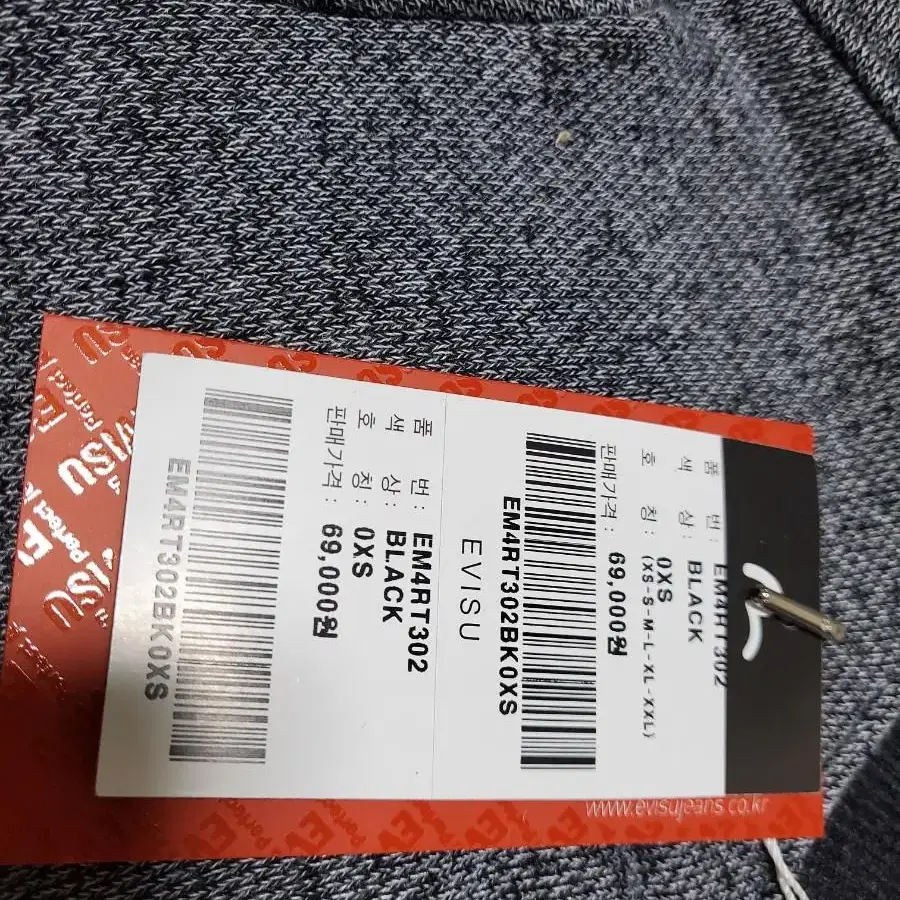 품 번: EM4RT302
색 상: BLACK
호 칭: 0XS
(XS-S-M-L-XL-XXL)
판매가격: 69,000원
EM4RT302BK0XS
EVISU
품 번: EM4RT302
색 상: BLACK
호 칭: 0XS
판매가격: 69,000원
EM4RT302BK0XS
www.evisujeans.co.kr
EVISU
Perfect